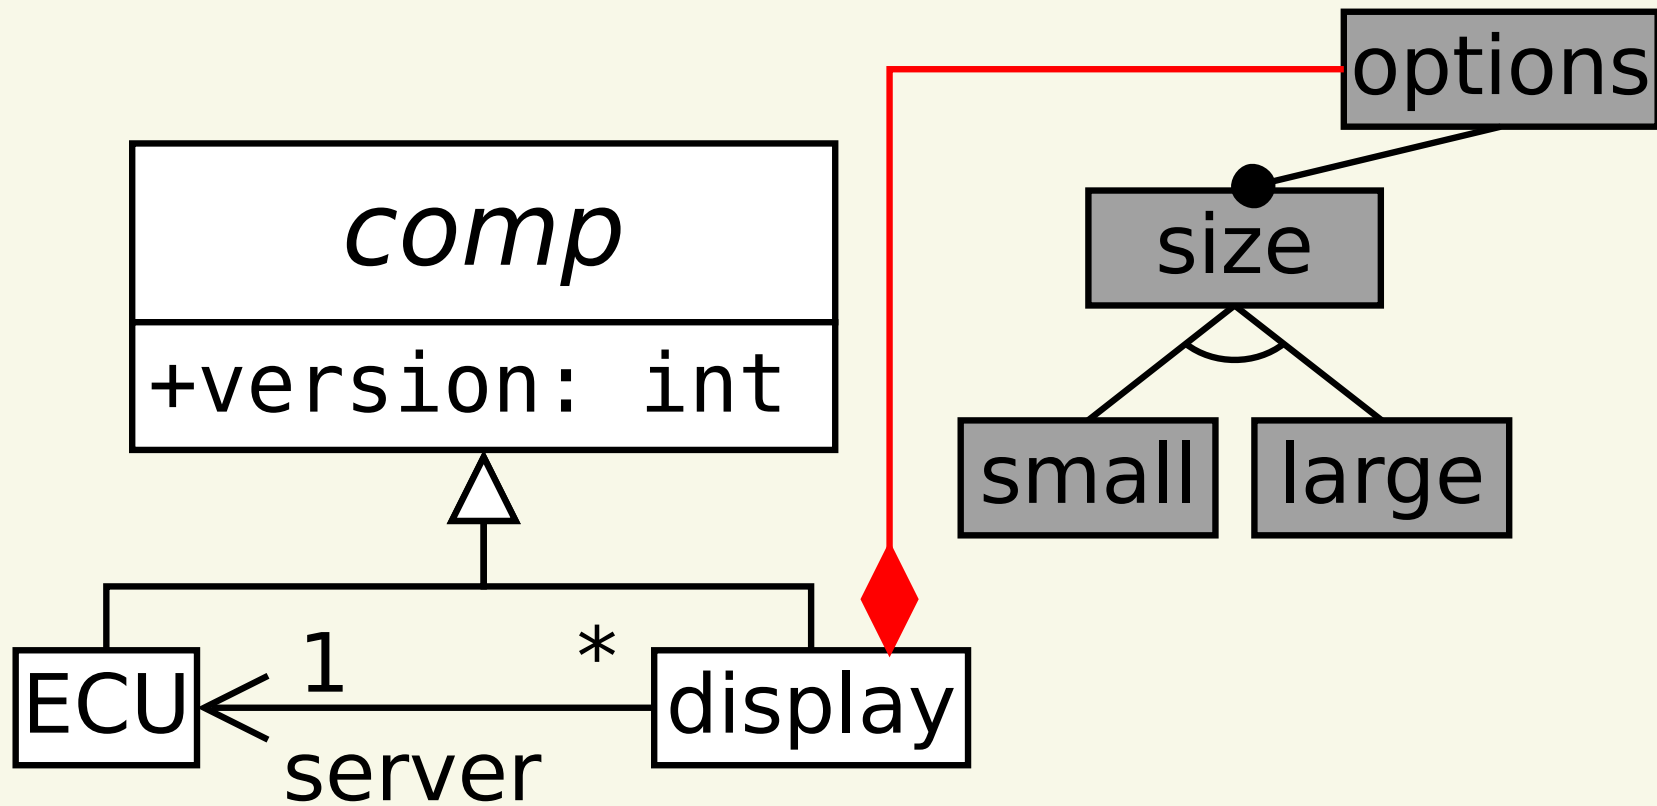 options
comp
size
+version: int
small
large
1
*
ECU
display
server